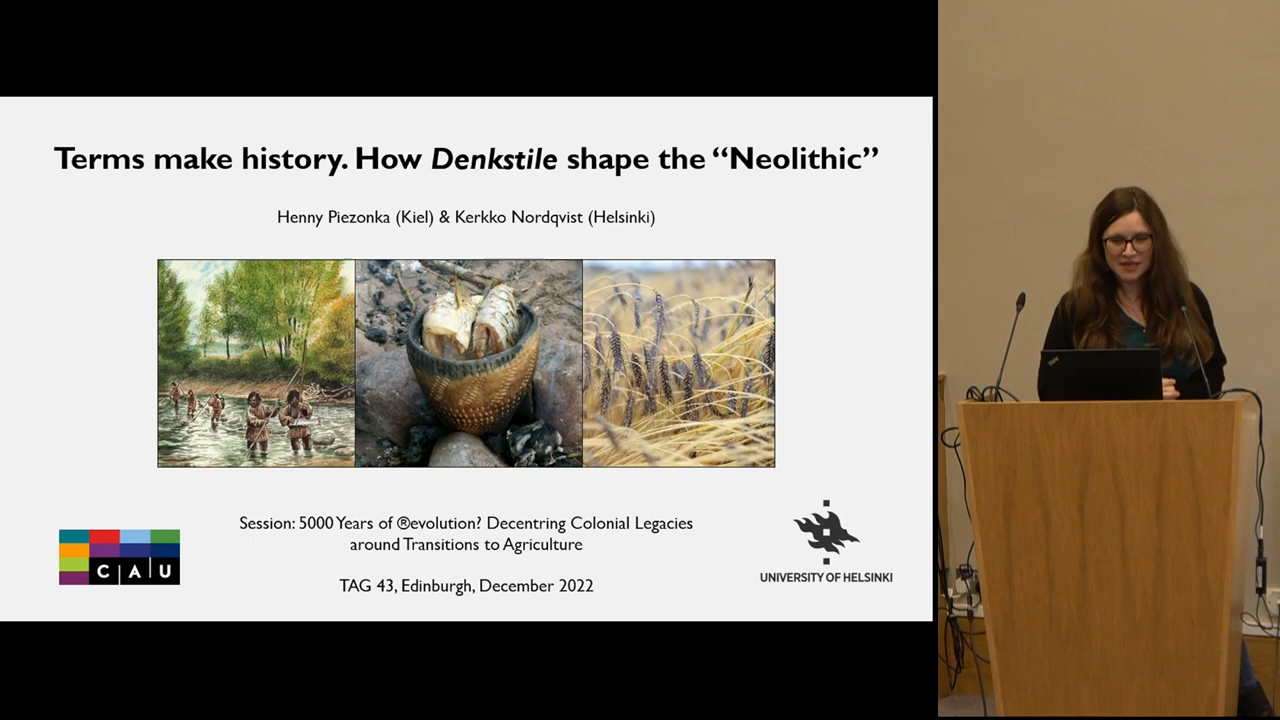 Terms make history. How Denkstile shape the “Neolithic”
Henny Piezonka (Kiel) & Kerkko Nordqvist (Helsinki)
Session: 5000 Years of ®evolution? Decentring Colonial Legacies
around Transitions to Agriculture
TAG 43, Edinburgh, December 2022
C|A|U
UNIVERSITY OF HELSINKI